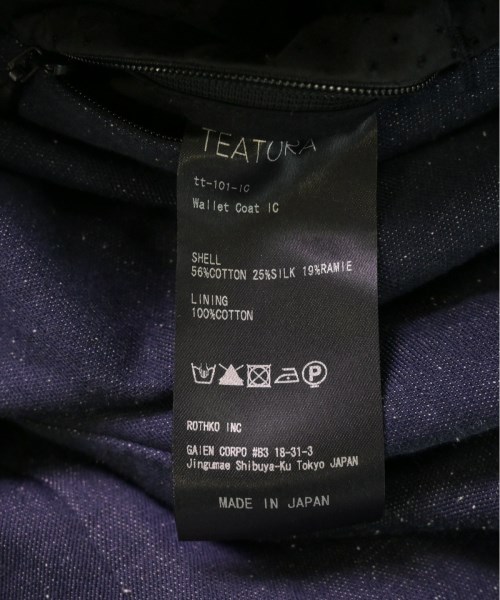 TEATORA
tt-101-IC
Wallet Coat IC
SHELL
56%COTTON 25%SILK 19%RAMIE
LINING
100%COTTON
P
ROTHKO INC
GAIEN CORPO #B3 18-31-3
Jingumae Shibuya-Ku Tokyo JAPAN
MADE IN JAPAN